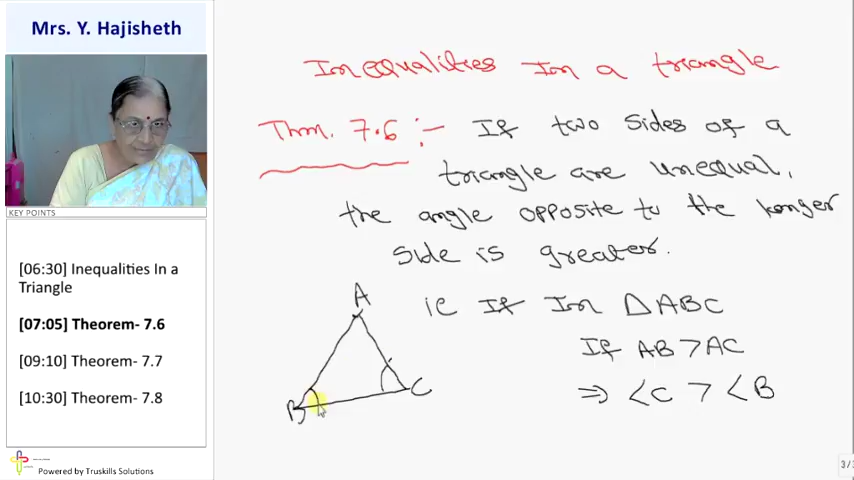 Mrs. Y. Hajisheth
KEY POINTS
[06:30] Inequalities In a
Triangle
[07:05] Theorem- 7.6
[09:10] Theorem- 7.7
[10:30] Theorem- 7.8
Powered by Truskills Solutions
Inequalities In a triangle
Thm. 7.6 :- If two sides of a
triangle are unequal,
the angle opposite to the longer
side is greater.
ie If In △ABC
If AB > AC
⇒ <C > <B
A
B
C
3/3